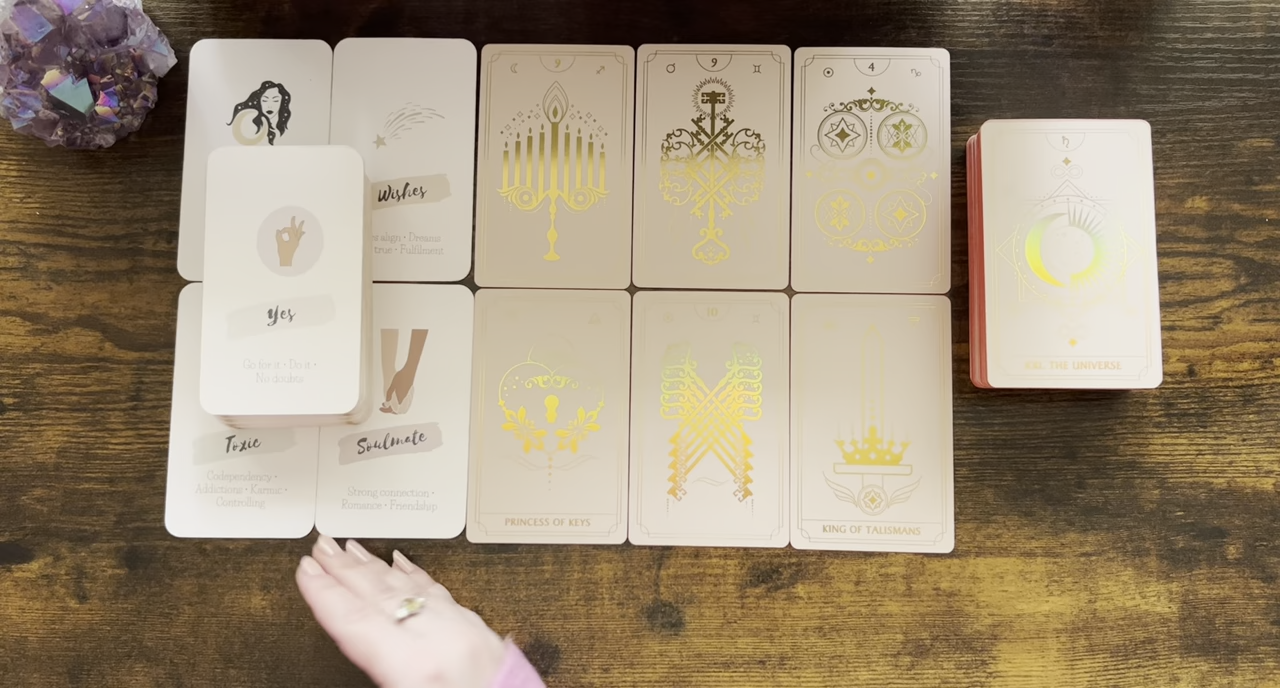 9
9
4
Wishes
align • Dreams
true • Fulfilment
Yes
Go for it • Do it •
No doubts
Toxic
Codependency •
Addictions • Karmic •
Controlling
Soulmate
Strong connection •
Romance • Friendship
PRINCESS OF KEYS
10
KING OF TALISMANS
XXI. THE UNIVERSE